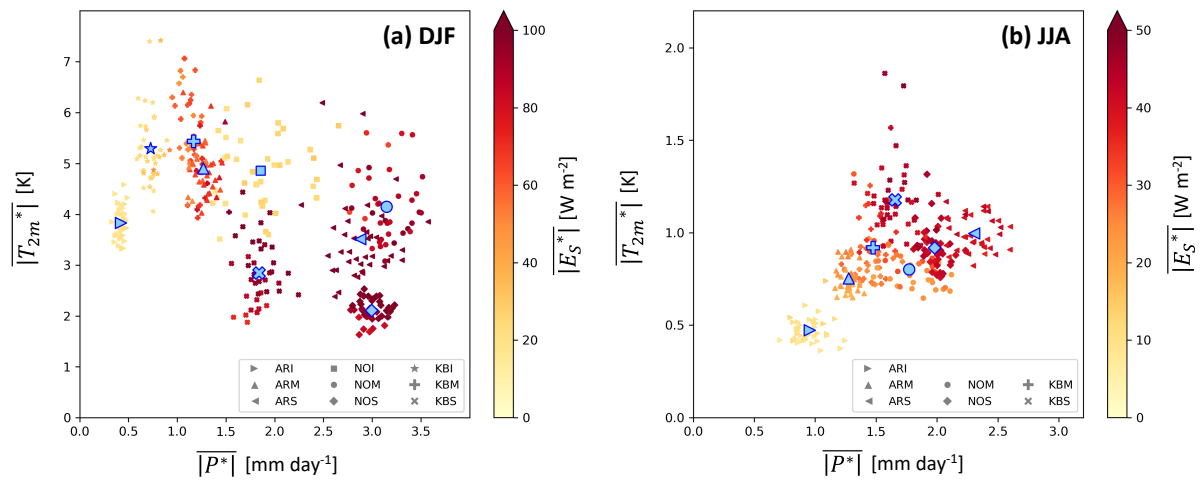 (a) DJF
7
6
5
4
3
2
1
0
|T2m*| [K]
0.0 0.5 1.0 1.5 2.0 2.5 3.0 3.5
|P*| [mm day-1]
ARI NOI KBI
ARM NOM KBM
ARS NOS KBS
100
80
60
40
20
0
|ES*| [W m-2]
(b) JJA
2.0
1.5
1.0
0.5
0.0
|T2m*| [K]
0.0 0.5 1.0 1.5 2.0 2.5 3.0
|P*| [mm day-1]
ARI
ARM NOM KBM
ARS NOS KBS
50
40
30
20
10
0
|ES*| [W m-2]